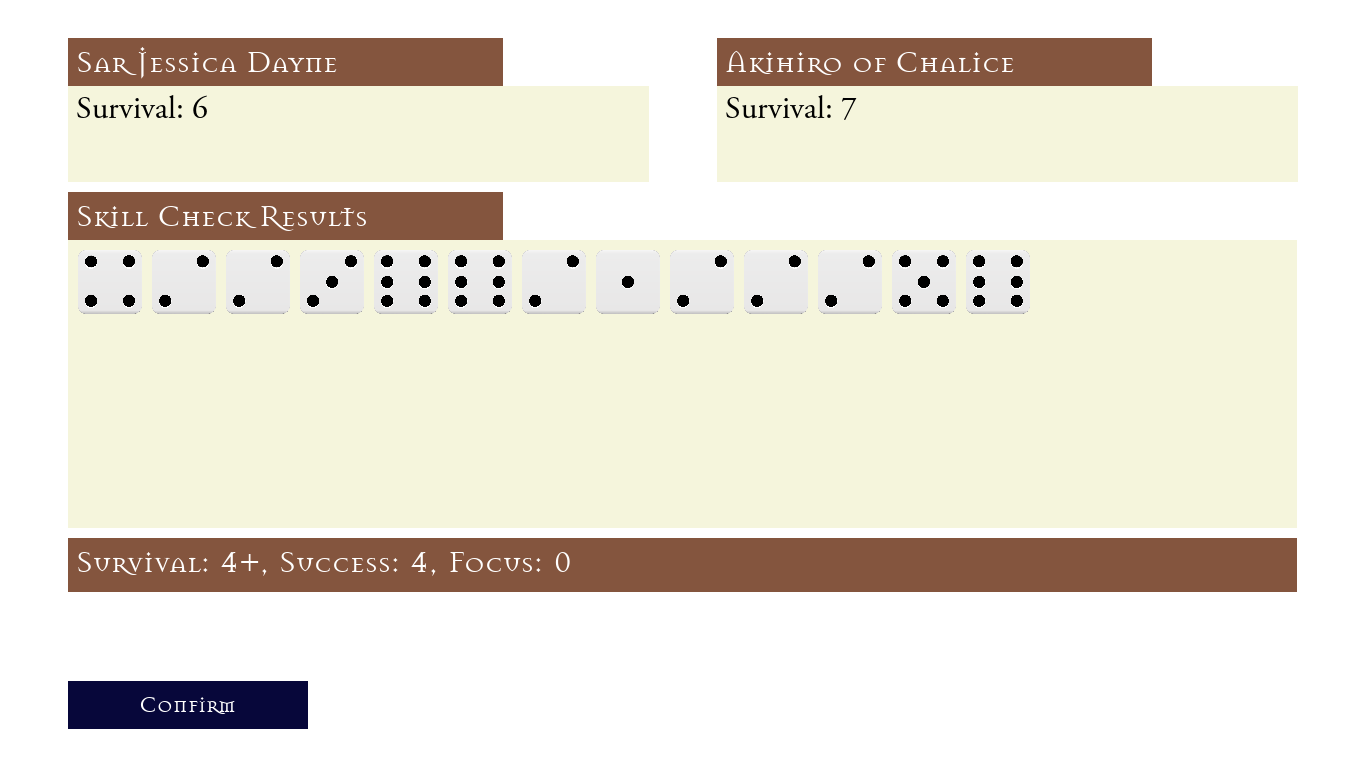 Sar Jessica Dayne
Akihiro of Chalice
Survival: 6
Survival: 7
Skill Check Results
Survival: 4+, Success: 4, Focus: 0
Confirm